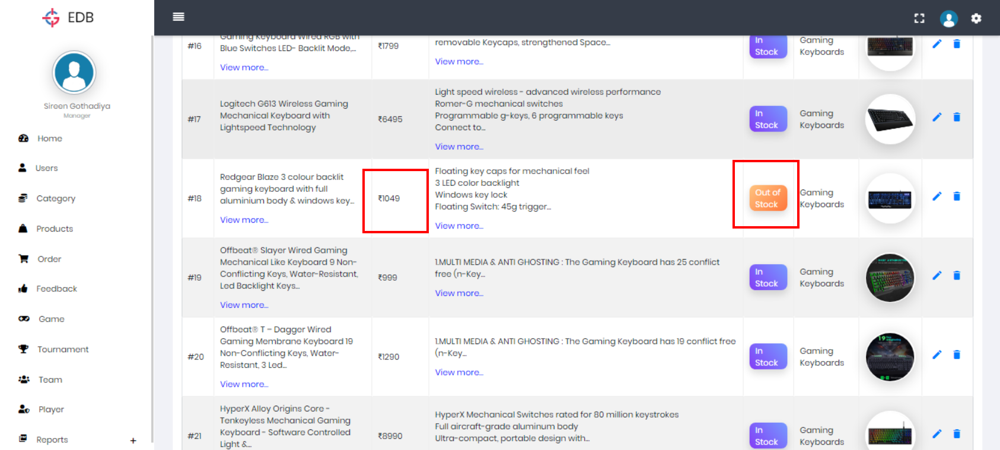 EDB
Sireen Gothadiya
Manager
Home
Users
Category
Products
Order
Feedback
Game
Tournament
Team
Player
Reports +
#16
Gaming Keyboard Wired RGB with
Blue Switches LED- Backlit Mode,...
View more...
₹1799
removable Keycaps, strengthened Space...
View more...
In
Stock
Gaming
Keyboards
#17
Logitech G613 Wireless Gaming
Mechanical Keyboard with
Lightspeed Technology
₹6495
Light speed wireless - advanced wireless performance
Romer-G mechanical switches
Programmable g-keys, 6 programmable keys
Connect to...
View more...
In
Stock
Gaming
Keyboards
#18
Redgear Blaze 3 colour backlit
gaming keyboard with full
aluminium body & windows key...
View more...
₹1049
Floating key caps for mechanical feel
3 LED color backlight
Windows key lock
Floating Switch: 45g trigger...
View more...
Out of
Stock
Gaming
Keyboards
#19
Offbeat® Slayer Wired Gaming
Mechanical Like Keyboard 9 Non-
Conflicting Keys, Water-Resistant,
Led Backlight Keys...
View more...
₹999
1.MULTI MEDIA & ANTI GHOSTING : The Gaming Keyboard has 25 conflict
free (n-Key...
View more...
In
Stock
Gaming
Keyboards
#20
Offbeat® T – Dagger Wired
Gaming Membrane Keyboard 19
Non-Conflicting Keys, Water-
Resistant, 3 Led...
View more...
₹1290
1.MULTI MEDIA & ANTI GHOSTING : The Gaming Keyboard has 19 conflict free
(n-Key...
View more...
In
Stock
Gaming
Keyboards
19
#21
HyperX Alloy Origins Core -
Tenkeyless Mechanical Gaming
Keyboard - Software Controlled
Light &...
₹8990
HyperX Mechanical Switches rated for 80 million keystrokes
Full aircraft-grade aluminum body
Ultra-compact, portable design with...
In
Stock
Gaming
Keyboards